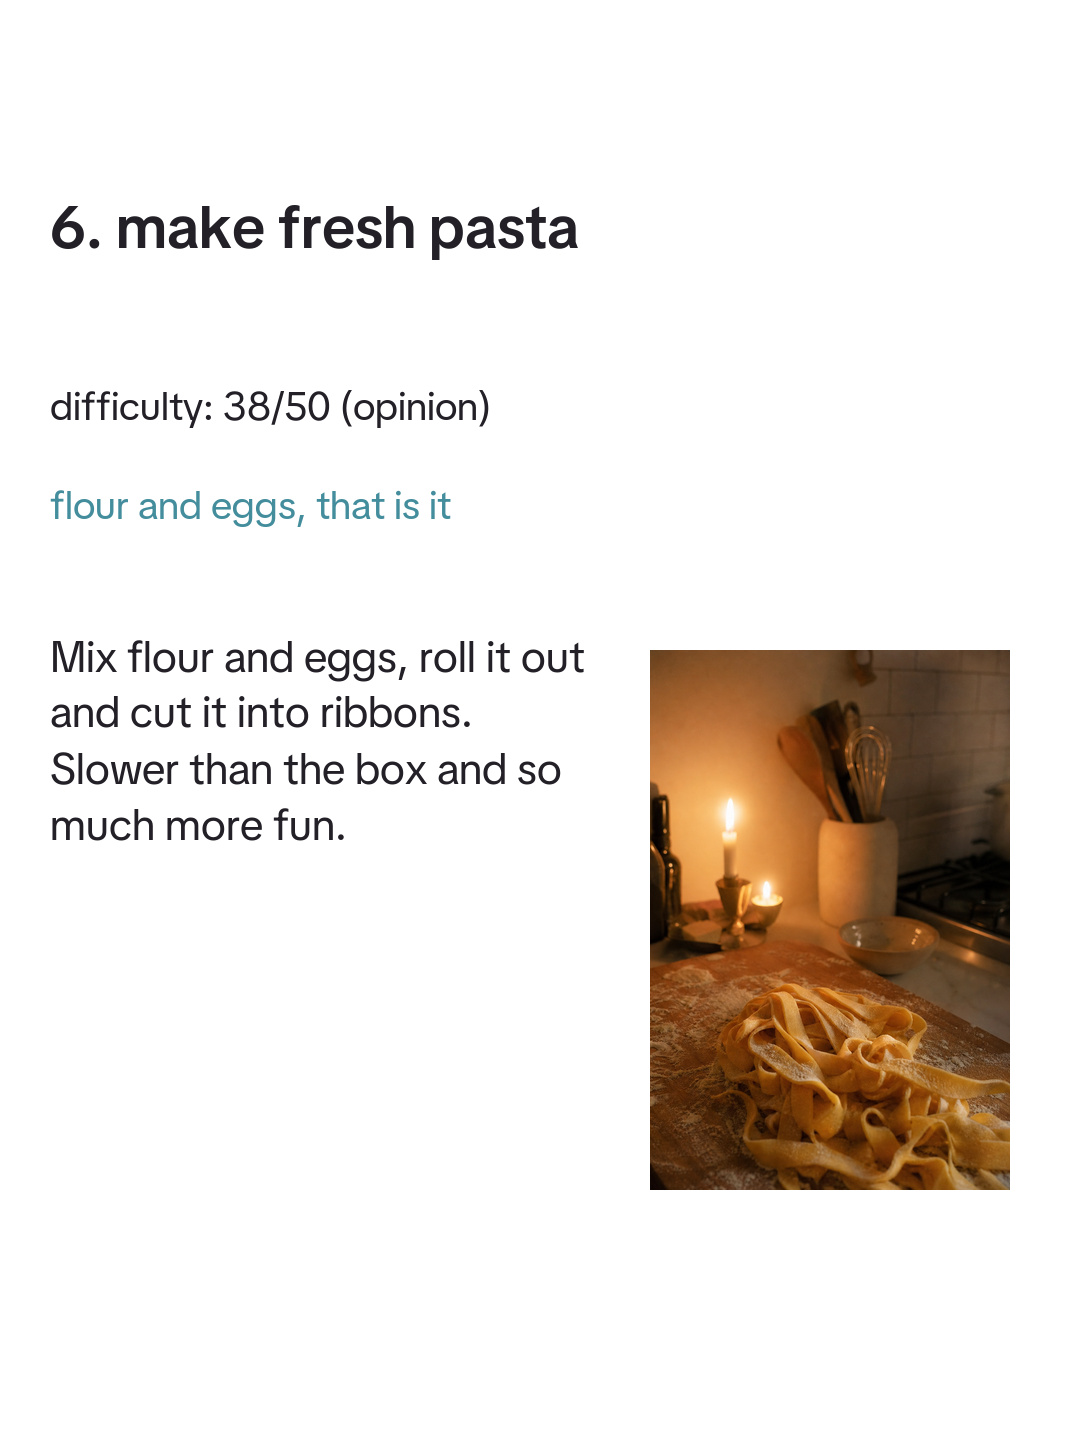 6. make fresh pasta
difficulty: 38/50 (opinion)
flour and eggs, that is it
Mix flour and eggs, roll it out
and cut it into ribbons.
Slower than the box and so
much more fun.